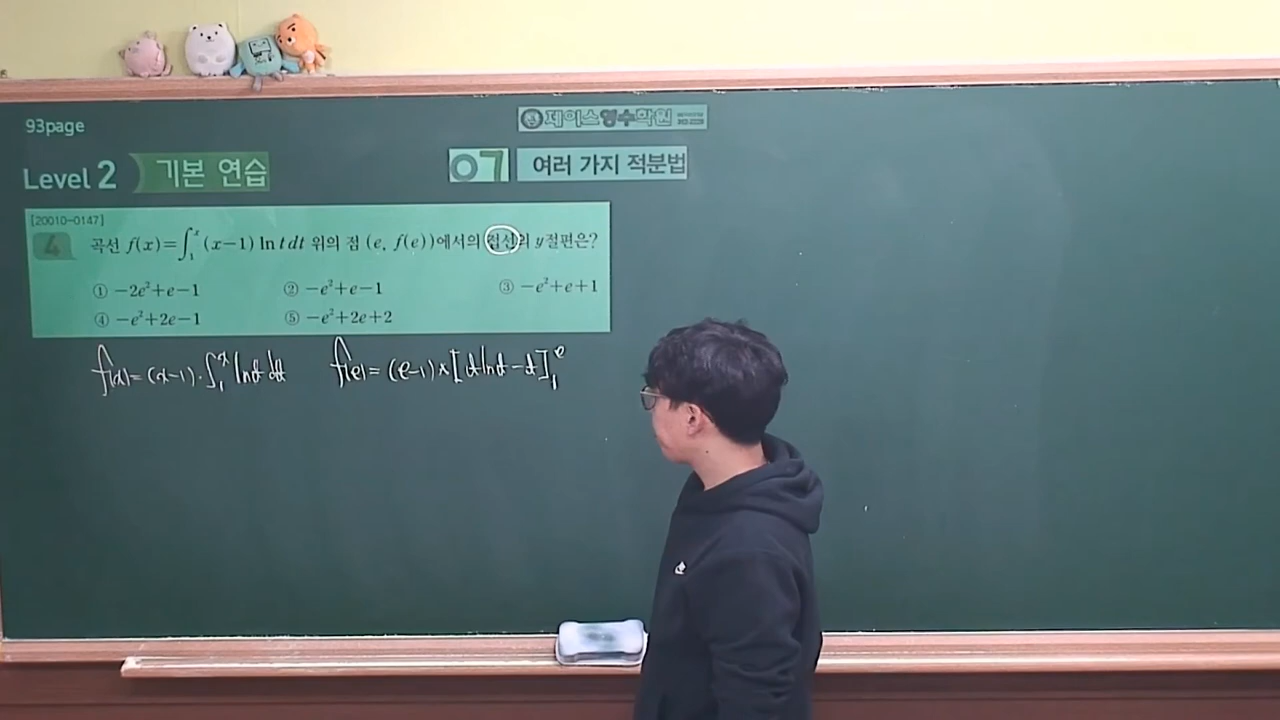 93page
제이스영수학원
Level 2 기본 연습
07 여러 가지 적분법
[20010-0147]
4 곡선 f(x)=∫₁ˣ (x−1) ln t dt 위의 점 (e, f(e))에서의 접선의 y절편은?
① −2e²+e−1 ② −e²+e−1 ③ −e²+e+1
④ −e²+2e−1 ⑤ −e²+2e+2
f(x)=(x−1)·∫₁ˣ ln t dt f(e)=(e−1)×[t ln t − t]₁ᵉ